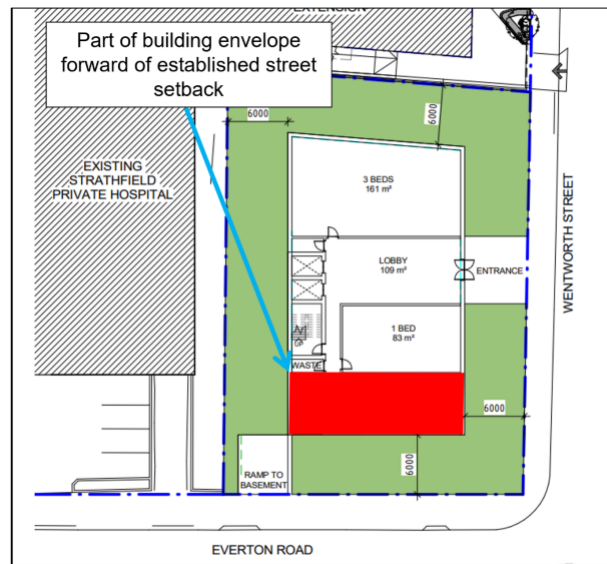 EXTENSION
Part of building envelope
forward of established street
setback
6000
6000
EXISTING
STRATHFIELD
PRIVATE HOSPITAL
3 BEDS
161 m²
LOBBY
109 m²
ENTRANCE
WENTWORTH STREET
1 BED
83 m²
WASTE
6000
6000
RAMP TO
BASEMENT
EVERTON ROAD